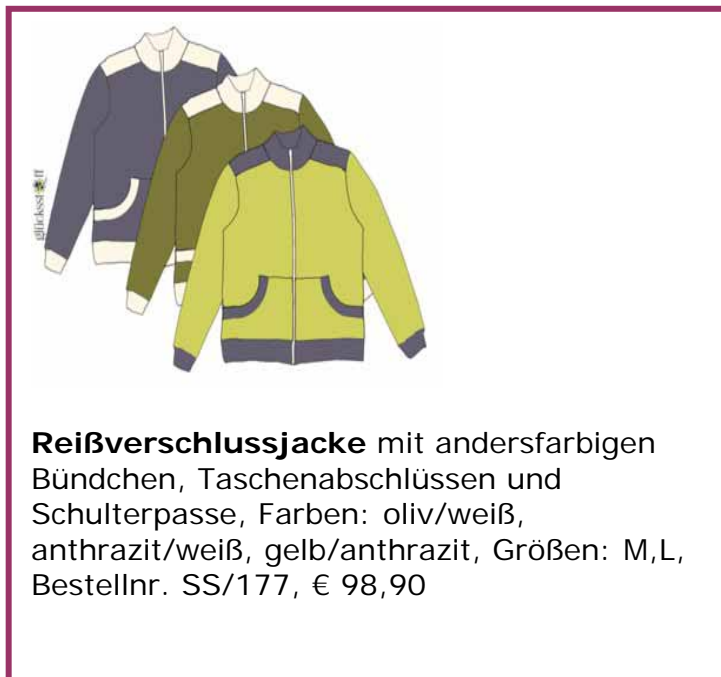 glücksstoff
Reißverschlussjacke mit andersfarbigen
Bündchen, Taschenabschlüssen und
Schulterpasse, Farben: oliv/weiß,
anthrazit/weiß, gelb/anthrazit, Größen: M,L,
Bestellnr. SS/177, € 98,90